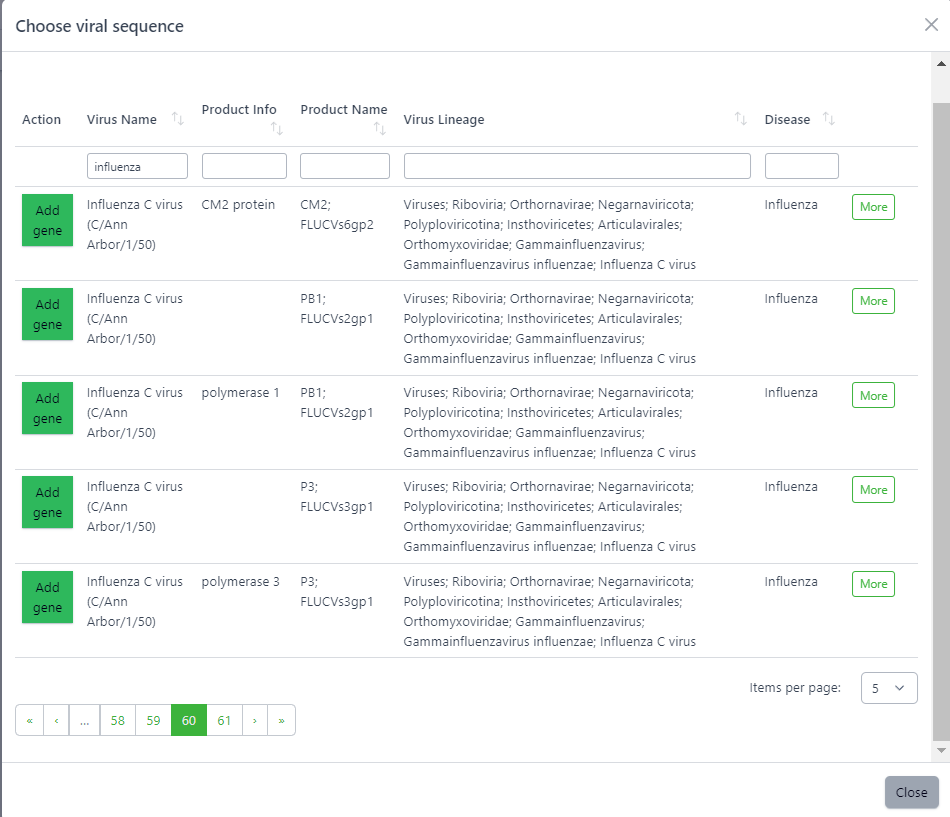 Choose viral sequence
Action Virus Name Product Info Product Name Virus Lineage Disease
influenza
Add gene
Influenza C virus
(C/Ann
Arbor/1/50)
CM2 protein
CM2;
FLUCVs6gp2
Viruses; Riboviria; Orthornavirae; Negarnaviricota;
Polyploviricotina; Insthoviricetes; Articulavirales;
Orthomyxoviridae; Gammainfluenzavirus;
Gammainfluenzavirus influenzae; Influenza C virus
Influenza
More
Add
gene
Influenza C virus
(C/Ann
Arbor/1/50)
PB1;
FLUCVs2gp1
Viruses; Riboviria; Orthornavirae; Negarnaviricota;
Polyploviricotina; Insthoviricetes; Articulavirales;
Orthomyxoviridae; Gammainfluenzavirus;
Gammainfluenzavirus influenzae; Influenza C virus
Influenza
More
Add
gene
Influenza C virus
(C/Ann
Arbor/1/50)
polymerase 1
PB1;
FLUCVs2gp1
Viruses; Riboviria; Orthornavirae; Negarnaviricota;
Polyploviricotina; Insthoviricetes; Articulavirales;
Orthomyxoviridae; Gammainfluenzavirus;
Gammainfluenzavirus influenzae; Influenza C virus
Influenza
More
Add
gene
Influenza C virus
(C/Ann
Arbor/1/50)
P3;
FLUCVs3gp1
Viruses; Riboviria; Orthornavirae; Negarnaviricota;
Polyploviricotina; Insthoviricetes; Articulavirales;
Orthomyxoviridae; Gammainfluenzavirus;
Gammainfluenzavirus influenzae; Influenza C virus
Influenza
More
Add
gene
Influenza C virus
(C/Ann
Arbor/1/50)
polymerase 3
P3;
FLUCVs3gp1
Viruses; Riboviria; Orthornavirae; Negarnaviricota;
Polyploviricotina; Insthoviricetes; Articulavirales;
Orthomyxoviridae; Gammainfluenzavirus;
Gammainfluenzavirus influenzae; Influenza C virus
Influenza
More
Items per page: 5
« ‹ ... 58 59 60 61 › »
Close